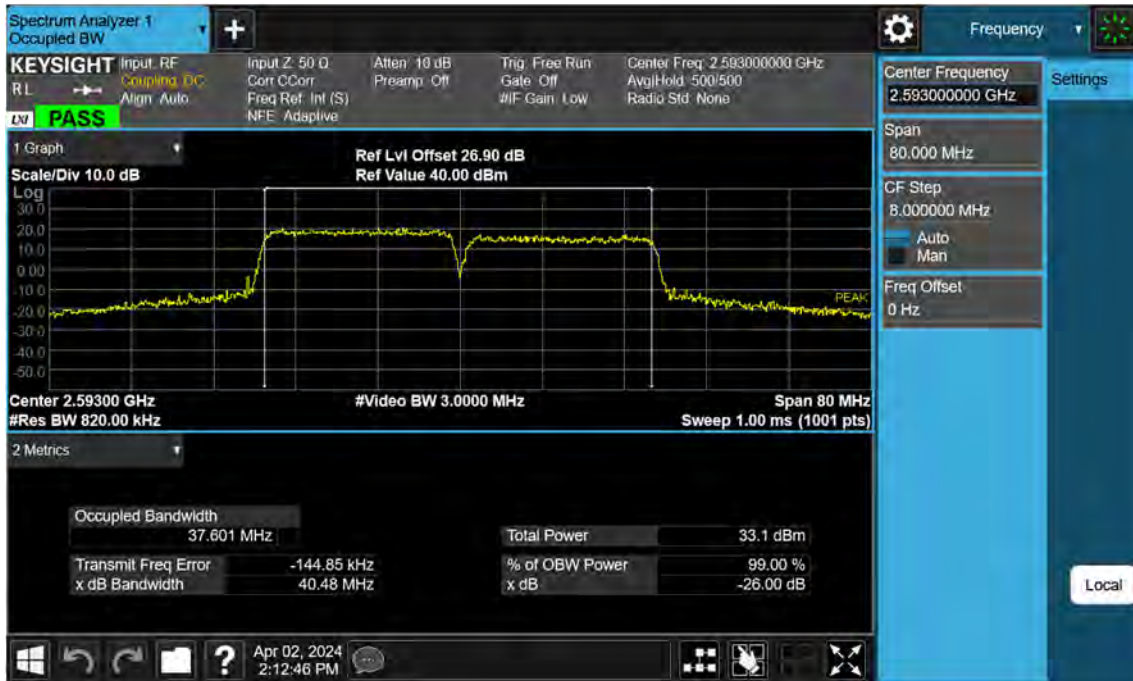 Spectrum Analyzer 1
Occupied BW
+
Frequency
KEYSIGHT
RL
LXI
PASS
Input: RF
Coupling: DC
Align: Auto
Input Z: 50 Ω
Corr CCorr
Freq Ref: Int (S)
NFE: Adaptive
Atten: 10 dB
Preamp: Off
Trig: Free Run
Gate: Off
#IF Gain: Low
Center Freq: 2.593000000 GHz
Avg|Hold: 500/500
Radio Std: None
Center Frequency
2.593000000 GHz
Settings
Span
80.000 MHz
CF Step
8.000000 MHz
Auto
Man
Freq Offset
0 Hz
Local
1 Graph
Scale/Div 10.0 dB
Ref Lvl Offset 26.90 dB
Ref Value 40.00 dBm
Log
30.0
20.0
10.0
0.00
-10.0
-20.0
-30.0
-40.0
-50.0
PEAK
Center 2.59300 GHz
#Video BW 3.0000 MHz
Span 80 MHz
#Res BW 820.00 kHz
Sweep 1.00 ms (1001 pts)
2 Metrics
Occupied Bandwidth
37.601 MHz
Total Power 33.1 dBm
Transmit Freq Error -144.85 kHz
% of OBW Power 99.00 %
x dB Bandwidth 40.48 MHz
x dB -26.00 dB
?
Apr 02, 2024
2:12:46 PM